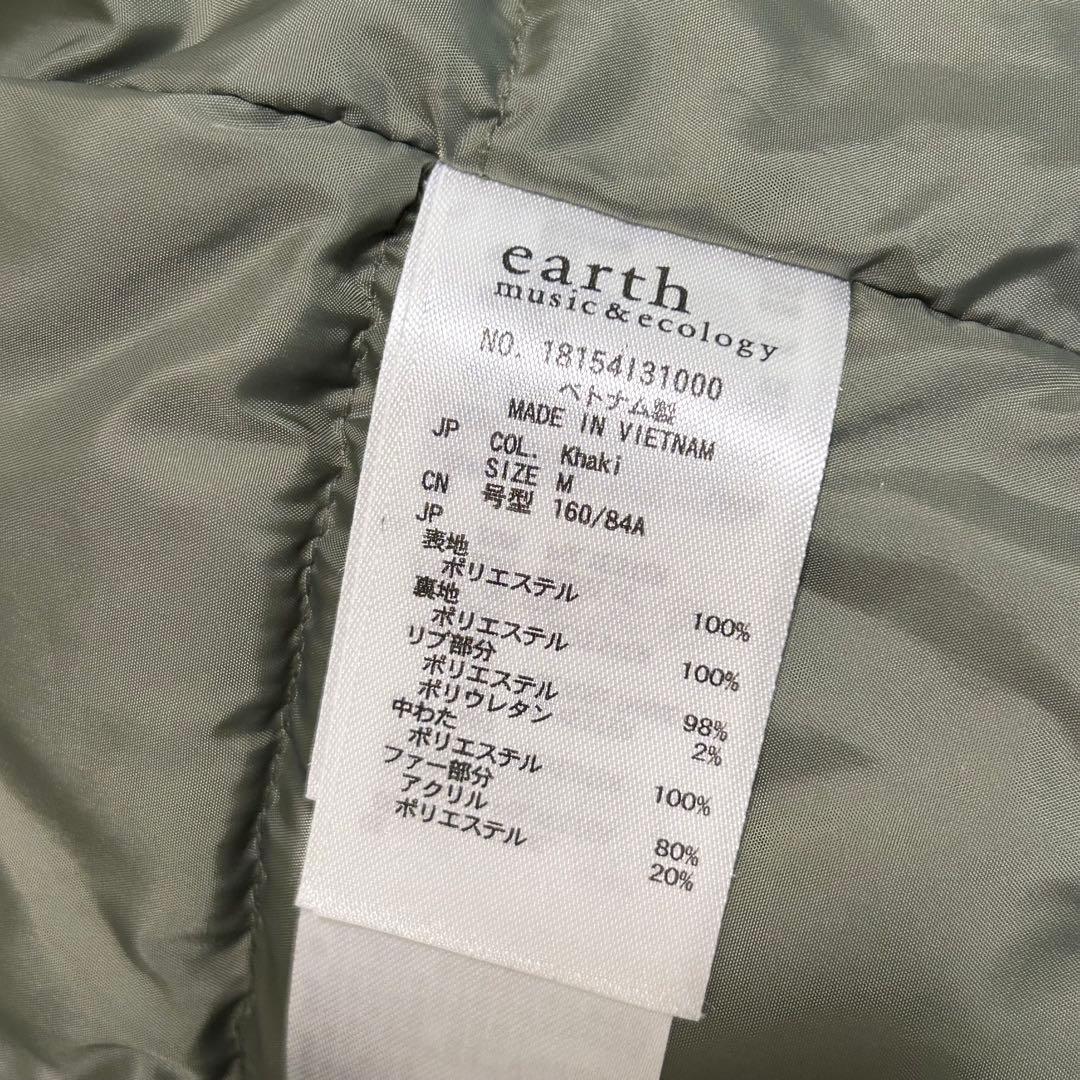 earth
music & ecology
NO. 18154131000
ベトナム製
MADE IN VIETNAM
JP COL. Khaki
SIZE M
CN 号型 160/84A
JP
表地
ポリエステル 100%
裏地
ポリエステル 100%
リブ部分
ポリエステル 98%
ポリウレタン 2%
中わた
ポリエステル 100%
ファー部分
アクリル 80%
ポリエステル 20%